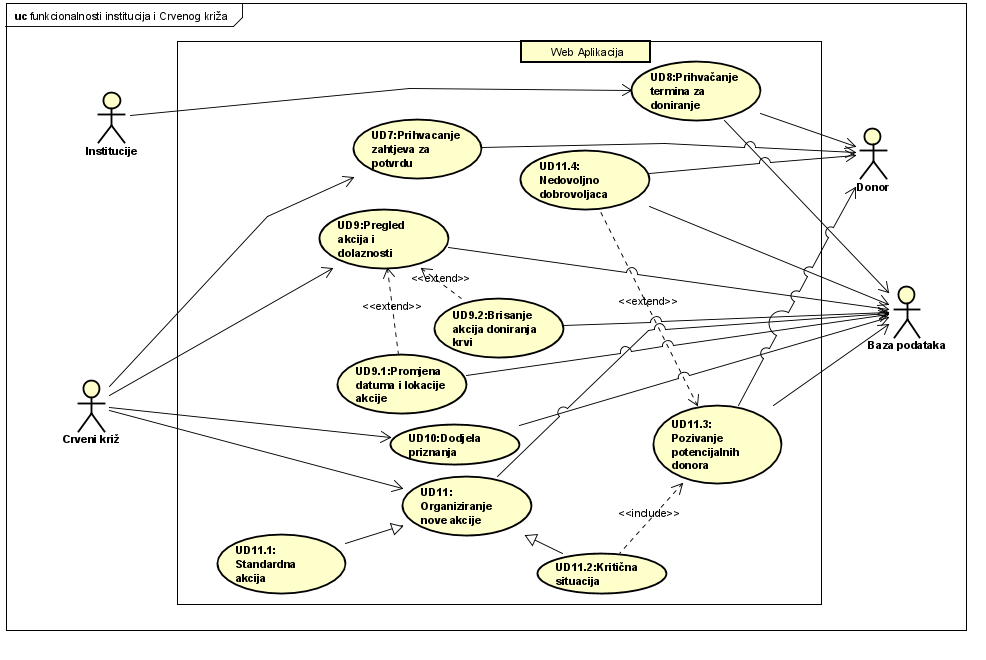 uc funkcionalnosti institucija i Crvenog križa
Web Aplikacija
UD8:Prihvačanje
termina za
doniranje
Institucije
UD7:Prihvacanje
zahtjeva za
potvrdu
UD11.4:
Nedovoljno
dobrovoljaca
Donor
UD9:Pregled
akcija i
dolaznosti
<<extend>>
<<extend>>
<<extend>>
UD9.2:Brisanje
akcija doniranja
krvi
Baza podataka
UD9.1:Promjena
datuma i lokacije
akcije
Crveni križ
UD10:Dodjela
priznanja
UD11.3:
Pozivanje
potencijalnih
donora
UD11:
Organiziranje
nove akcije
<<include>>
UD11.1:
Standardna
akcija
UD11.2:Kritična
situacija